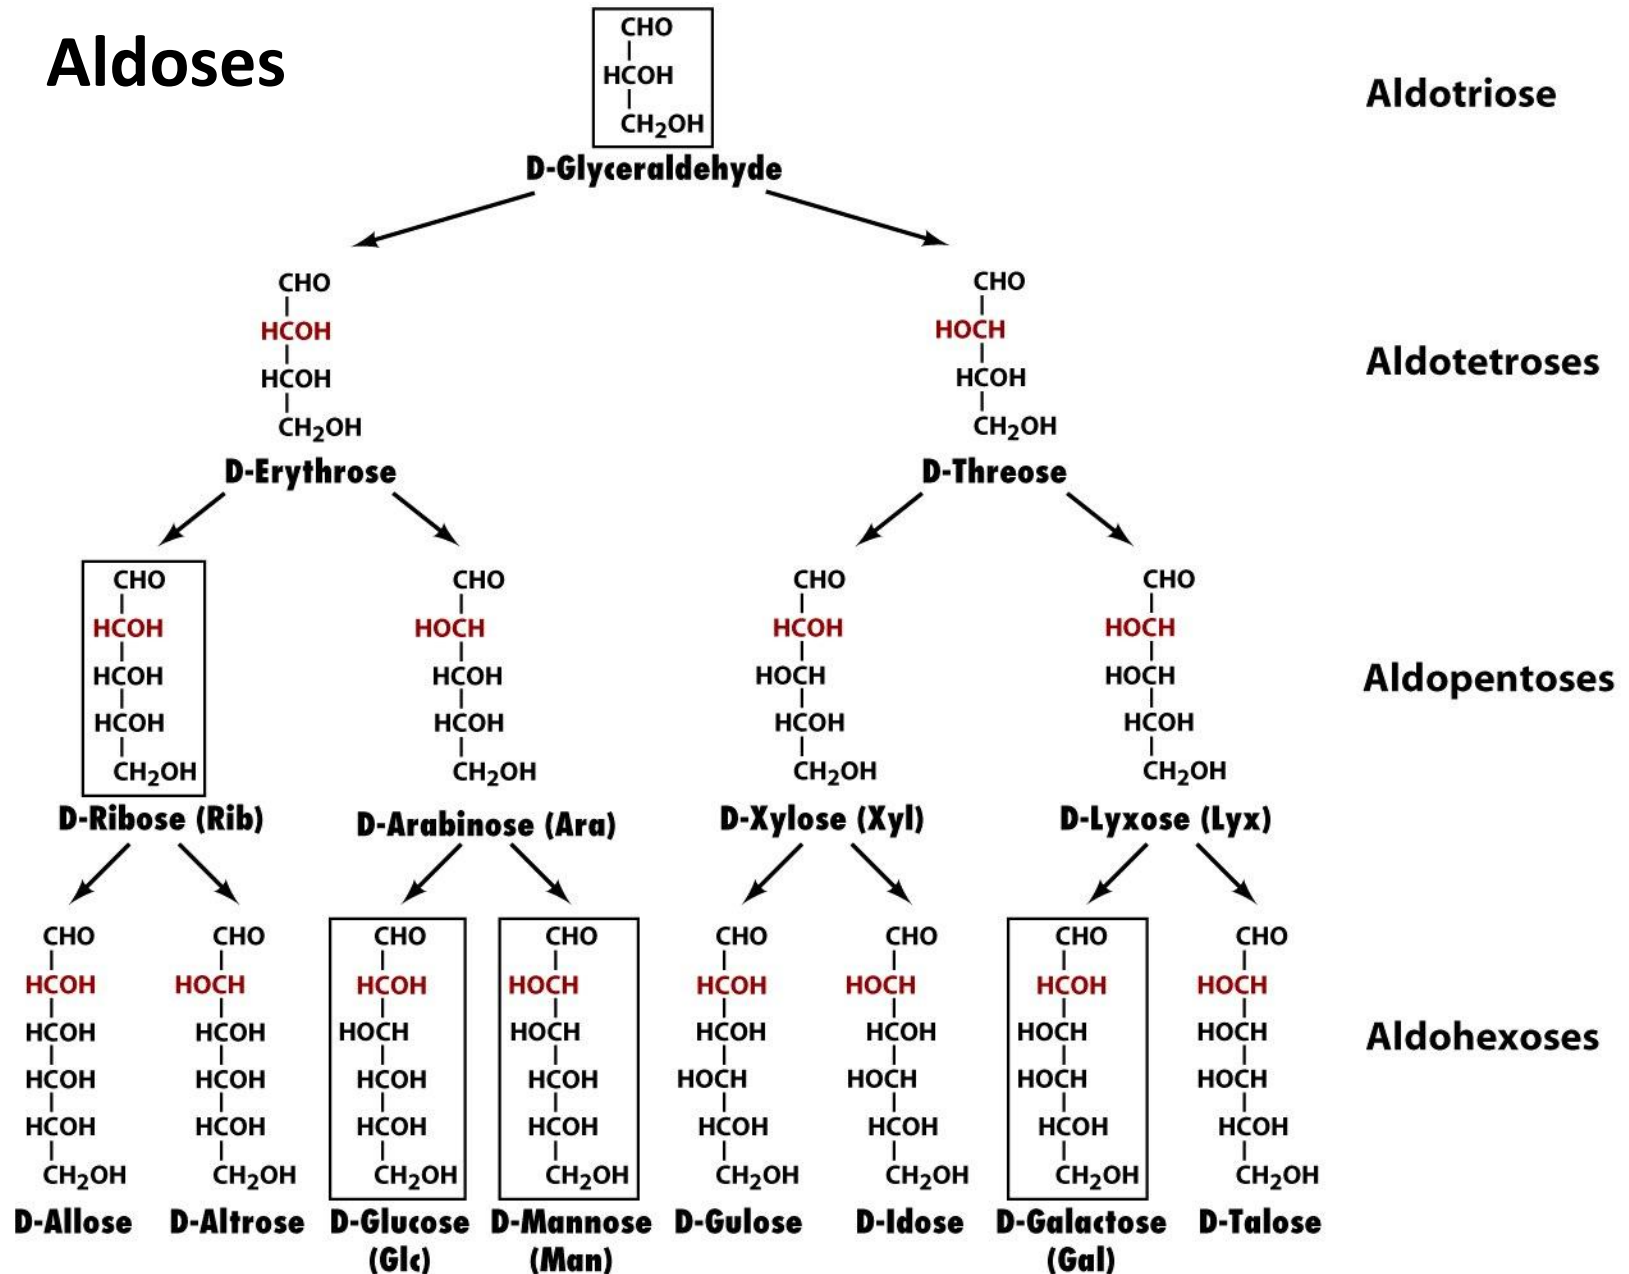 Aldoses
CHO
HCOH
CH2OH
D-Glyceraldehyde
Aldotriose
CHO
HCOH
HCOH
CH2OH
D-Erythrose
CHO
HOCH
HCOH
CH2OH
D-Threose
Aldotetroses
CHO
HCOH
HCOH
HCOH
CH2OH
D-Ribose (Rib)
CHO
HOCH
HCOH
HCOH
CH2OH
D-Arabinose (Ara)
CHO
HCOH
HOCH
HCOH
CH2OH
D-Xylose (Xyl)
CHO
HOCH
HOCH
HCOH
CH2OH
D-Lyxose (Lyx)
Aldopentoses
CHO
HCOH
HCOH
HCOH
HCOH
CH2OH
D-Allose
CHO
HOCH
HCOH
HCOH
HCOH
CH2OH
D-Altrose
CHO
HCOH
HOCH
HCOH
HCOH
CH2OH
D-Glucose
(Glc)
CHO
HOCH
HOCH
HCOH
HCOH
CH2OH
D-Mannose
(Man)
CHO
HCOH
HCOH
HOCH
HCOH
CH2OH
D-Gulose
CHO
HOCH
HCOH
HOCH
HCOH
CH2OH
D-Idose
CHO
HCOH
HOCH
HOCH
HCOH
CH2OH
D-Galactose
(Gal)
CHO
HOCH
HOCH
HOCH
HCOH
CH2OH
D-Talose
Aldohexoses